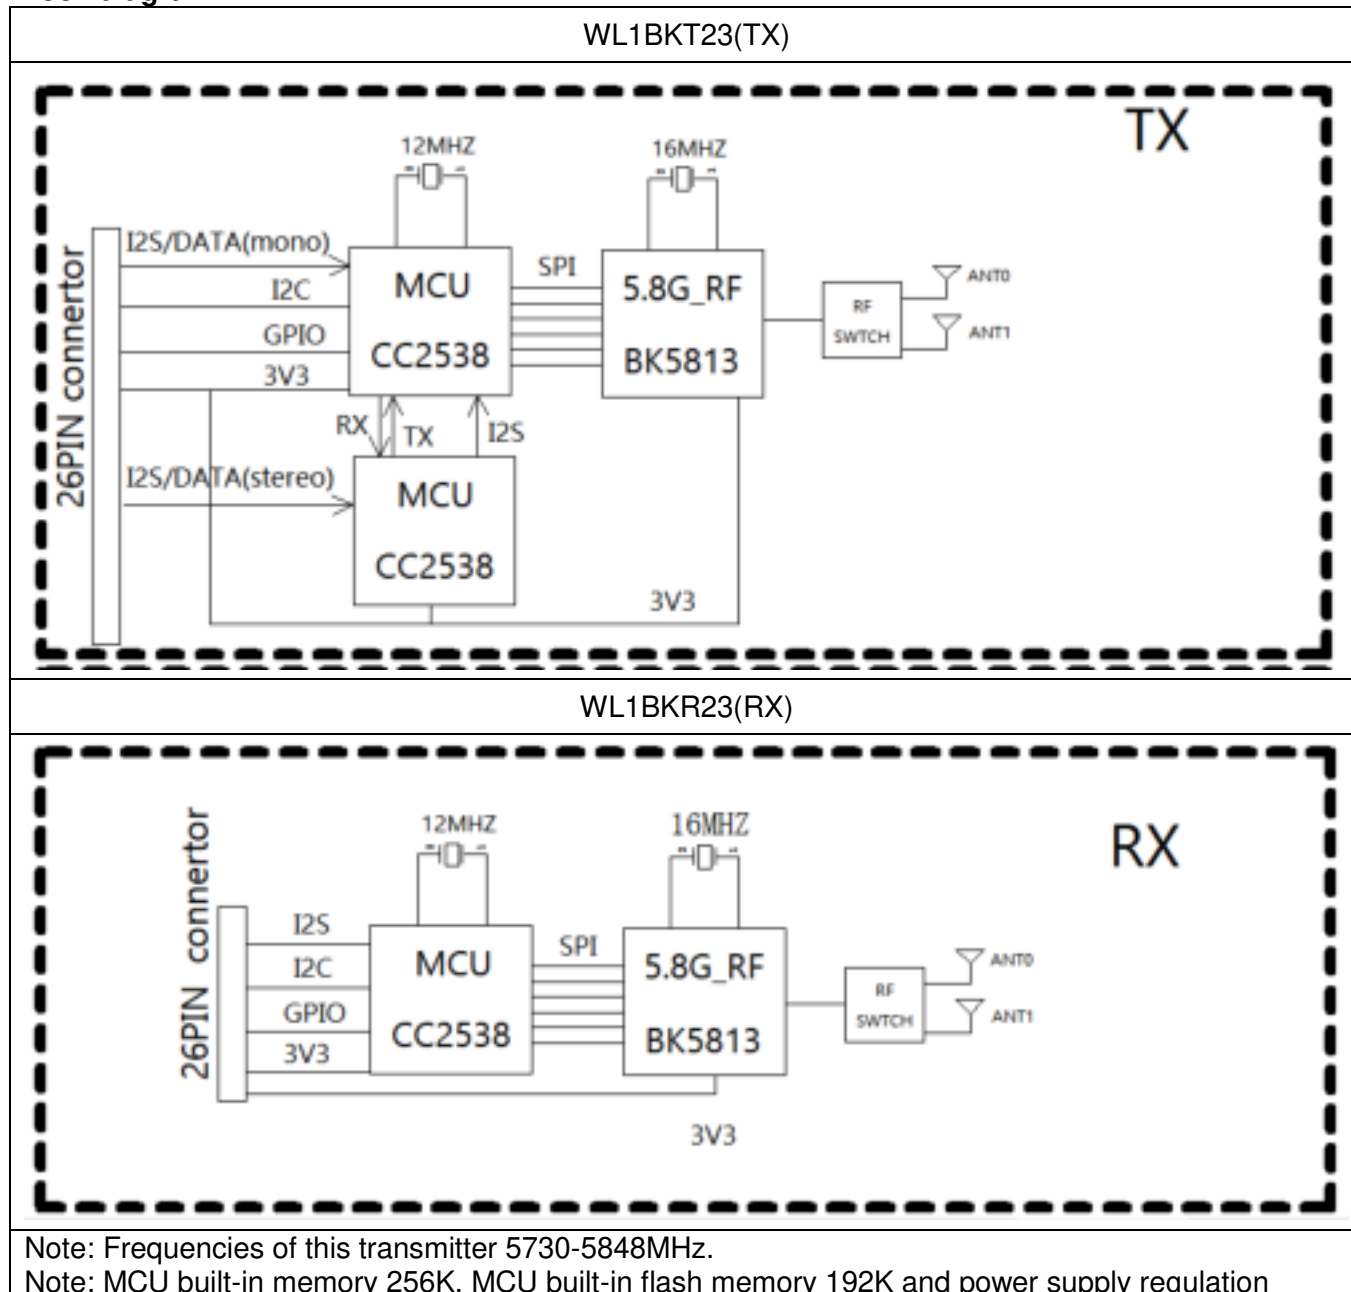 WL1BKT23(TX)
TX
12MHZ
16MHZ
I2S/DATA(mono)
I2C
GPIO
3V3
26PIN connertor
MCU
CC2538
SPI
5.8G_RF
BK5813
RF
SWTCH
ANT0
ANT1
RX
TX
I2S
I2S/DATA(stereo)
MCU
CC2538
3V3
WL1BKR23(RX)
RX
12MHZ
16MHZ
26PIN connertor
I2S
I2C
GPIO
3V3
MCU
CC2538
SPI
5.8G_RF
BK5813
RF
SWTCH
ANT0
ANT1
3V3
Note: Frequencies of this transmitter 5730-5848MHz.
Note: MCU built-in memory 256K, MCU built-in flash memory 192K and power supply regulation